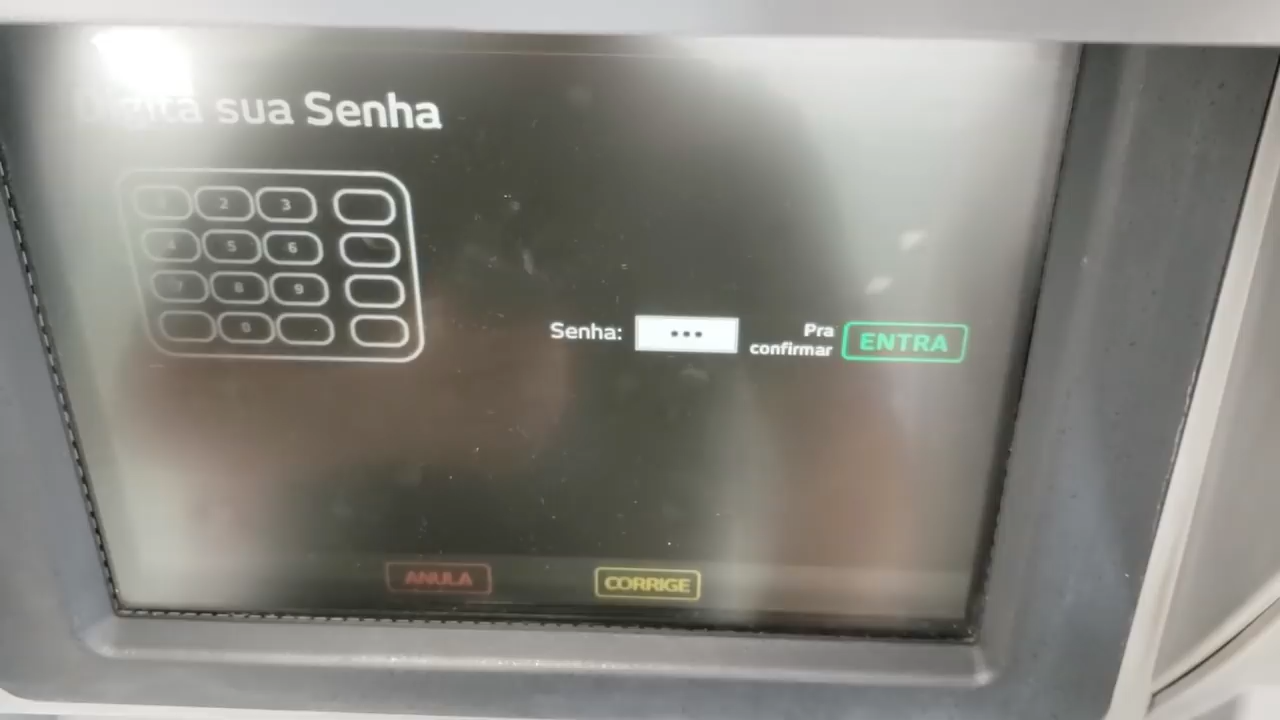 Digita sua Senha
1 2 3
4 5 6
7 8 9
0
Senha: ••• Pra confirmar ENTRA
ANULA CORRIGE